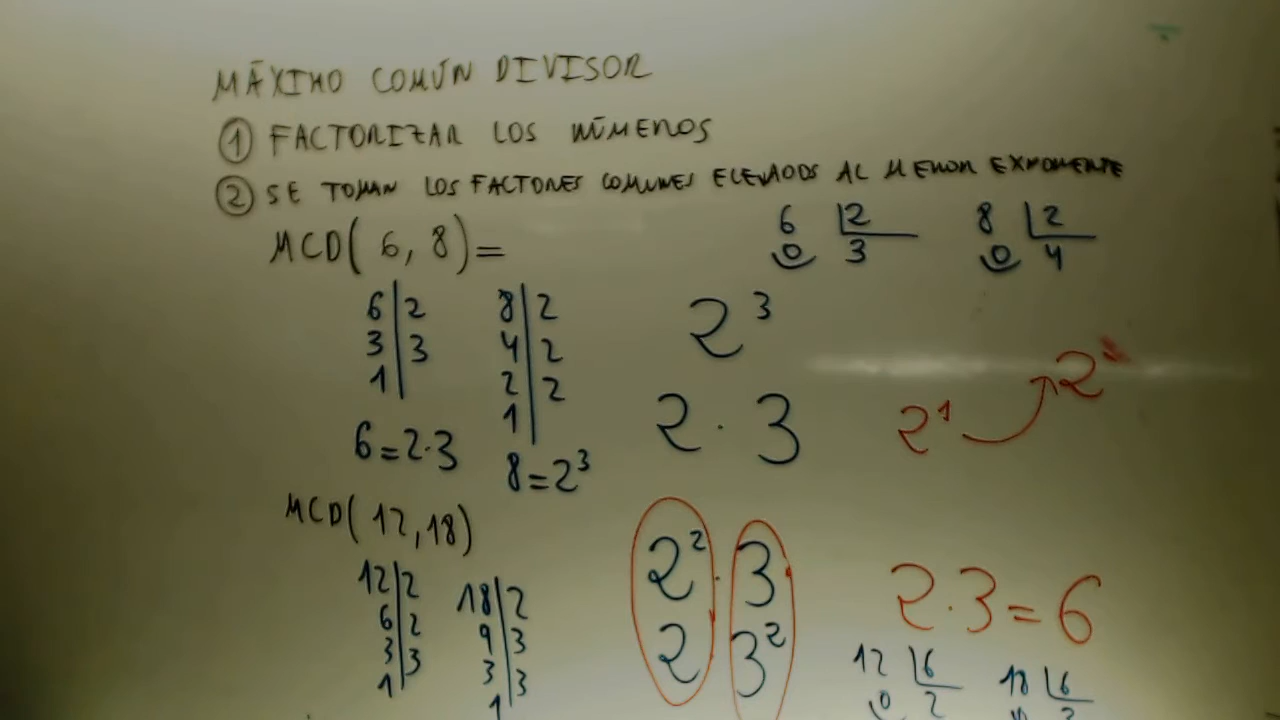 MÁXIMO COMÚN DIVISOR
① FACTORIZAR LOS NÚMEROS
② SE TOMAN LOS FACTORES COMUNES ELEVADOS AL MENOR EXPONENTE
MCD(6, 8)=
6 | 2
3 | 3
1 |
6 = 2·3
8 | 2
4 | 2
2 | 2
1 |
8 = 2³
6 | 2
0 3
8 | 2
0 4
2³
2 · 3
2¹
2
MCD(12, 18)
12 | 2
6 | 2
3 | 3
1 |
18 | 2
9 | 3
3 | 3
1
2² · 3
2 3²
2·3=6
12 | 6
0 2
18 | 6